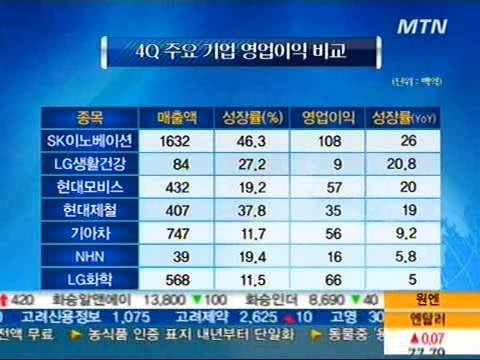 MTN
4Q 주요 기업 영업이익 비교
(단위 : 백억)
종목 매출액 성장률(%) 영업이익 성장률(YoY)
SK이노베이션 1632 46.3 108 26
LG생활건강 84 27.2 9 20.8
현대모비스 432 19.2 57 20
현대제철 407 37.8 35 19
기아차 747 11.7 56 9.2
NHN 39 19.4 16 5.8
LG화학 568 11.5 66 5
▲420 화승알앤에이 13,800 ▼100 화승인더 8,690 ▼40 원엔
0 고려신용정보 1,075 고려제약 2,625 ▲10 고영 30 엔달러
전액 무료 ▶ 농식품 인증 표지 내년부터 단일화 ▶ 동물중 ▲0.07
77.79